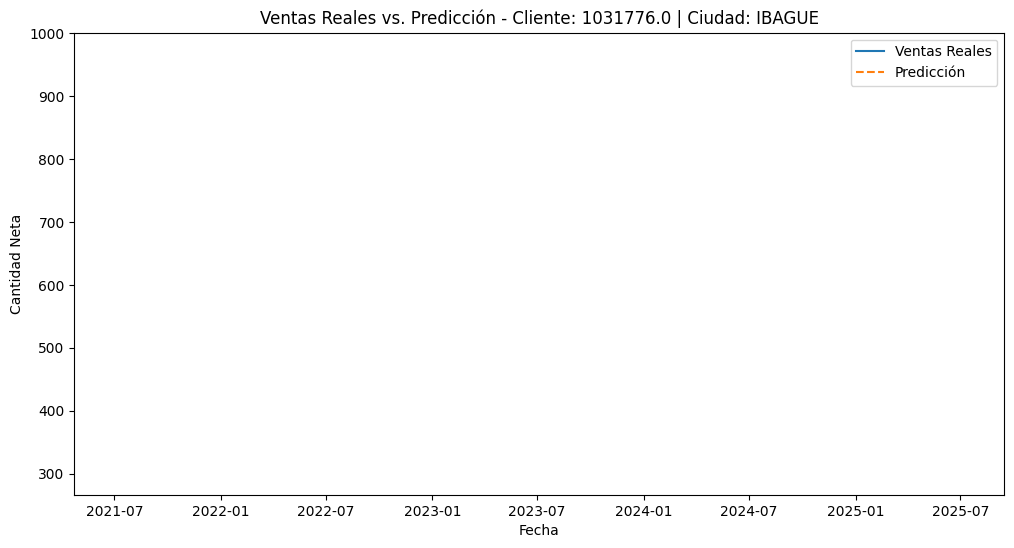 Ventas Reales vs. Predicción - Cliente: 1031776.0 | Ciudad: IBAGUE
Ventas Reales
Predicción
Cantidad Neta
1000
900
800
700
600
500
400
300
2021-07 2022-01 2022-07 2023-01 2023-07 2024-01 2024-07 2025-01 2025-07
Fecha